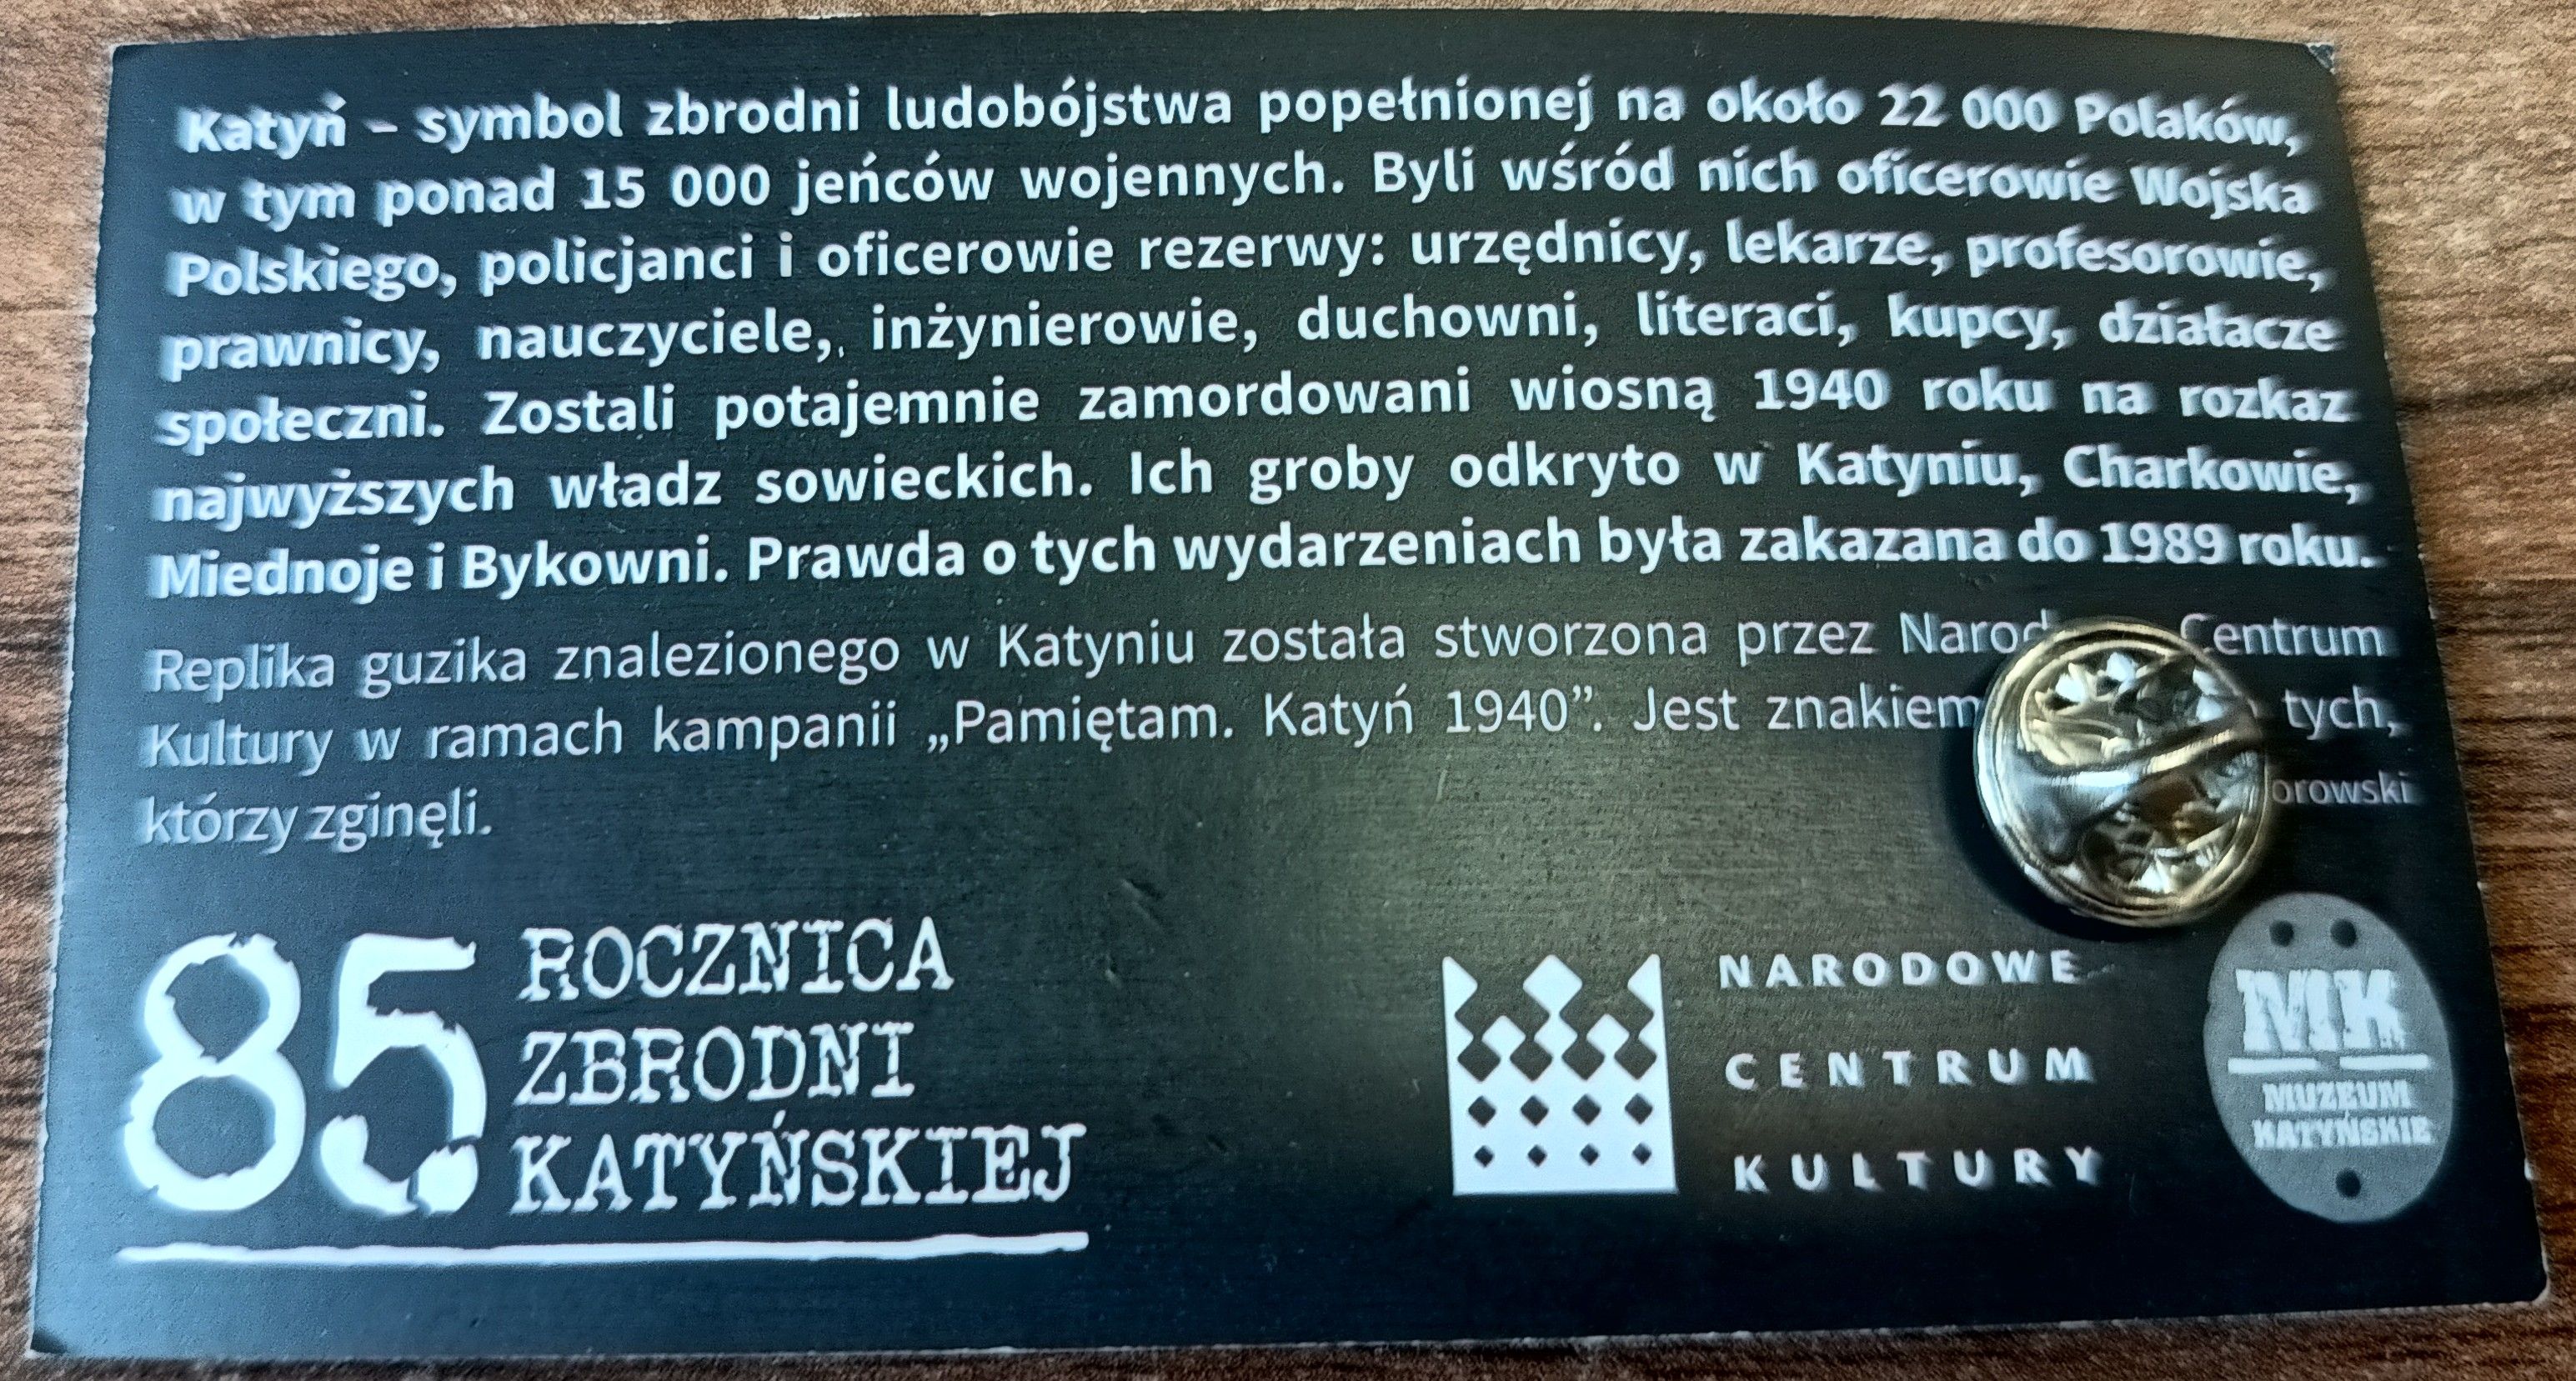 Katyń – symbol zbrodni ludobójstwa popełnionej na około 22 000 Polaków,
w tym ponad 15 000 jeńców wojennych. Byli wśród nich oficerowie Wojska
Polskiego, policjanci i oficerowie rezerwy: urzędnicy, lekarze, profesorowie,
prawnicy, nauczyciele, inżynierowie, duchowni, literaci, kupcy, działacze
społeczni. Zostali potajemnie zamordowani wiosną 1940 roku na rozkaz
najwyższych władz sowieckich. Ich groby odkryto w Katyniu, Charkowie,
Miednoje i Bykowni. Prawda o tych wydarzeniach była zakazana do 1989 roku.
Replika guzika znalezionego w Katyniu została stworzona przez Narod Centrum
Kultury w ramach kampanii „Pamiętam. Katyń 1940”. Jest znakiem tych,
którzy zginęli.
orowski
85 ROCZNICA
ZBRODNI
KATYŃSKIEJ
NARODOWE
CENTRUM
KULTURY
MK
MUZEUM
KATYŃSKIE